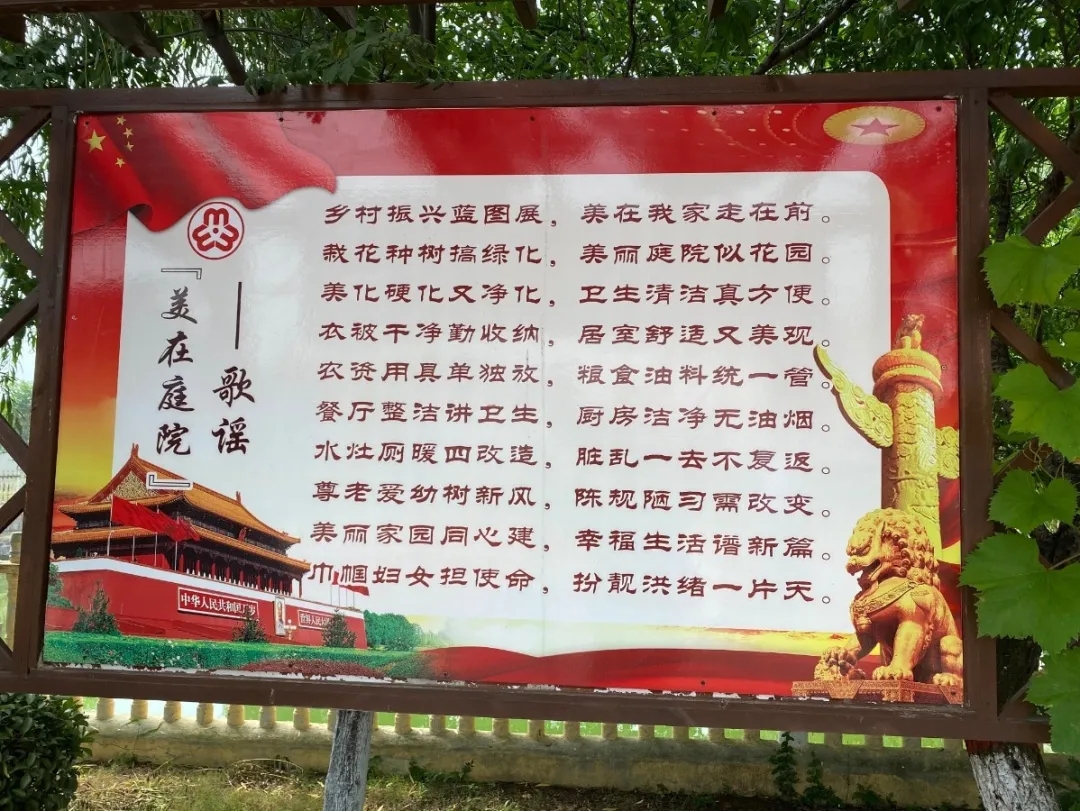 『美在庭院』
——歌谣
乡村振兴蓝图展，美在我家走在前。
栽花种树搞绿化，美丽庭院似花园。
美化硬化又净化，卫生清洁真方便。
衣被干净勤收纳，居室舒适又美观。
农资用具单独放，粮食油料统一管。
餐厅整洁讲卫生，厨房洁净无油烟。
水灶厕暖四改造，脏乱一去不复返。
尊老爱幼树新风，陈规陋习需改变。
美丽家园同心建，幸福生活谱新篇。
巾帼妇女担使命，扮靓洪绪一片天。
中华人民共和国万岁